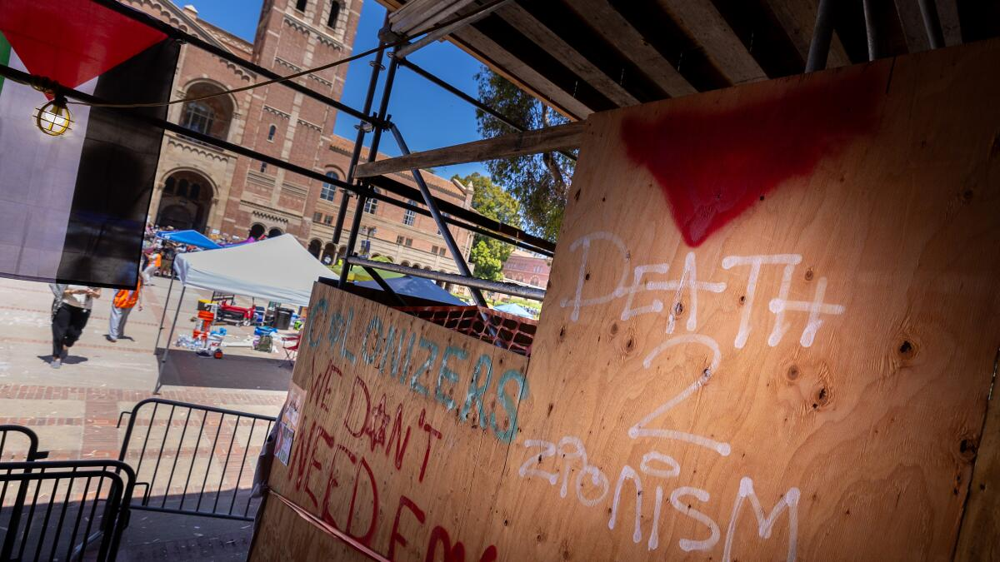 COLONIZERS
WE DON'T
NEED
DEATH
2
ZIONISM